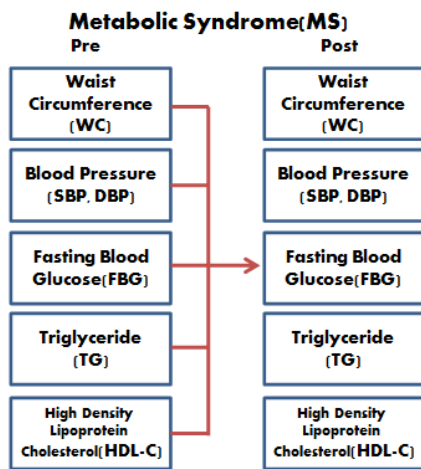 Metabolic Syndrome(MS)
Pre
Post
Waist
Circumference
(WC)
Blood Pressure
(SBP, DBP)
Fasting Blood
Glucose(FBG)
Triglyceride
(TG)
High Density
Lipoprotein
Cholesterol(HDL-C)
Waist
Circumference
(WC)
Blood Pressure
(SBP, DBP)
Fasting Blood
Glucose(FBG)
Triglyceride
(TG)
High Density
Lipoprotein
Cholesterol(HDL-C)